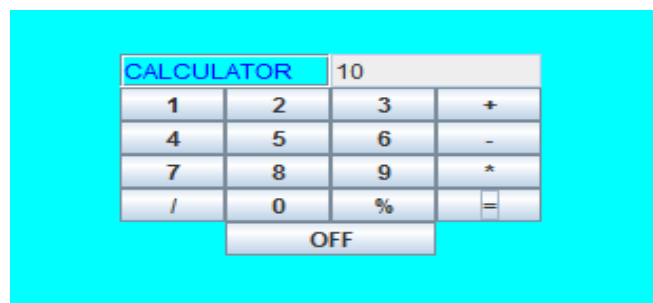 CALCULATOR 10
1 2 3 +
4 5 6 -
7 8 9 *
/ 0 % =
OFF